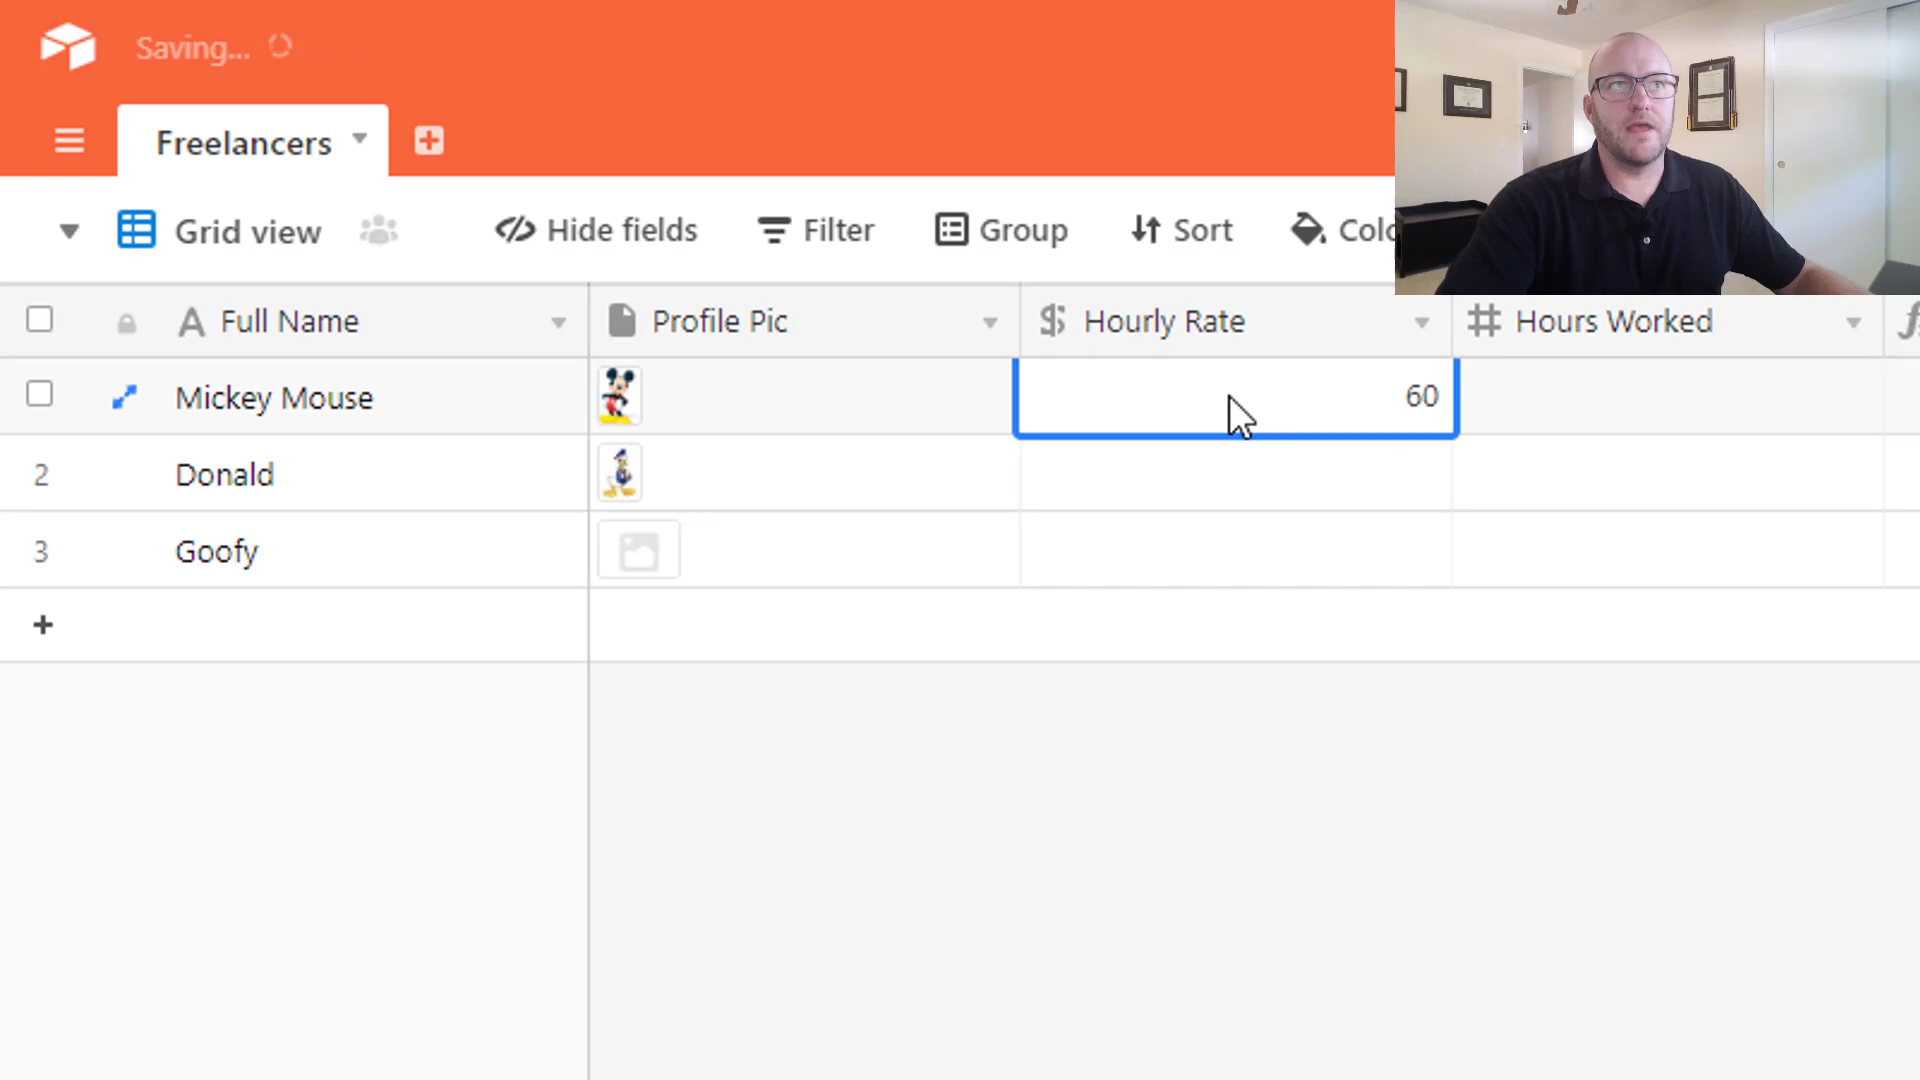 Saving...
Freelancers
Grid view
Hide fields
Filter
Group
Sort
Full Name
Profile Pic
Hourly Rate
Hours Worked
Mickey Mouse
60
2
Donald
3
Goofy